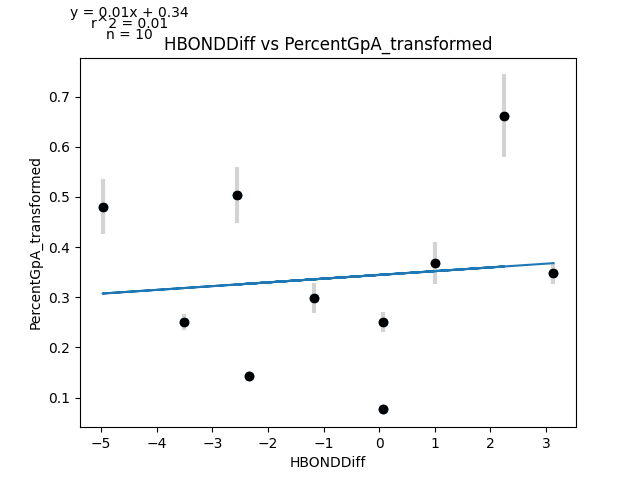 y = 0.01x + 0.34
r^2 = 0.01
n = 10
HBONDDiff vs PercentGpA_transformed
PercentGpA_transformed
0.7
0.6
0.5
0.4
0.3
0.2
0.1
−5 −4 −3 −2 −1 0 1 2 3
HBONDDiff